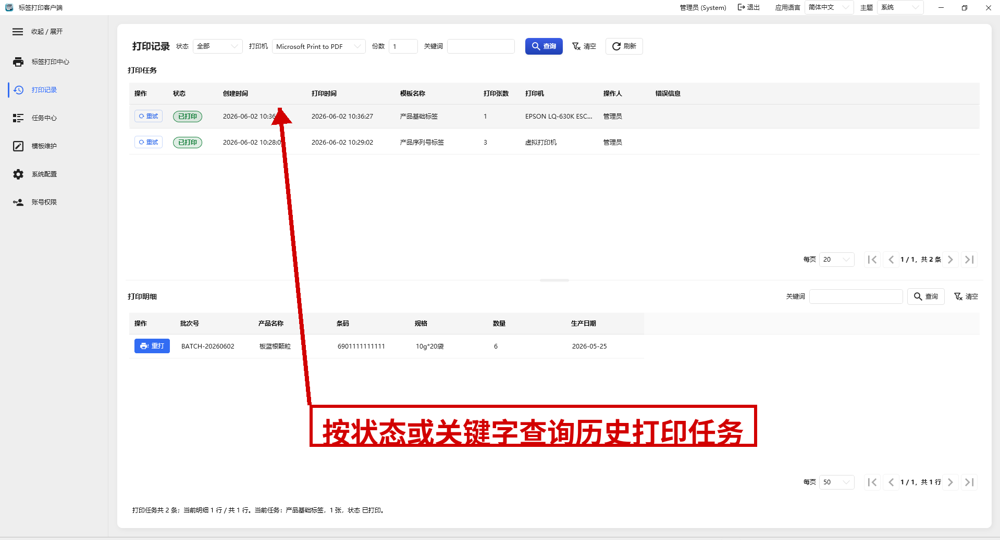 标签打印客户端
管理员 (System) 退出 应用语言 简体中文 主题 系统
收起 / 展开
标签打印中心
打印记录
任务中心
模板维护
系统配置
账号权限
打印记录 状态 全部 打印机 Microsoft Print to PDF 份数 1 关键词 查询 清空 刷新
打印任务
操作 状态 创建时间 打印时间 模板名称 打印张数 打印机 操作人 错误信息
重试 已打印 2026-06-02 10:36 2026-06-02 10:36:27 产品基础标签 1 EPSON LQ-630K ESC... 管理员
重试 已打印 2026-06-02 10:28:0 2026-06-02 10:29:02 产品序列号标签 3 虚拟打印机 管理员
每页 20 1 / 1，共 2 条
打印明细 关键词 查询 清空
操作 批次号 产品名称 条码 规格 数量 生产日期
重打 BATCH-20260602 板蓝根颗粒 6901111111111 10g*20袋 6 2026-05-25
按状态或关键字查询历史打印任务
每页 50 1 / 1，共 1 行
打印任务共 2 条；当前明细 1 行 / 共 1 行。当前任务：产品基础标签，1 张，状态 已打印。